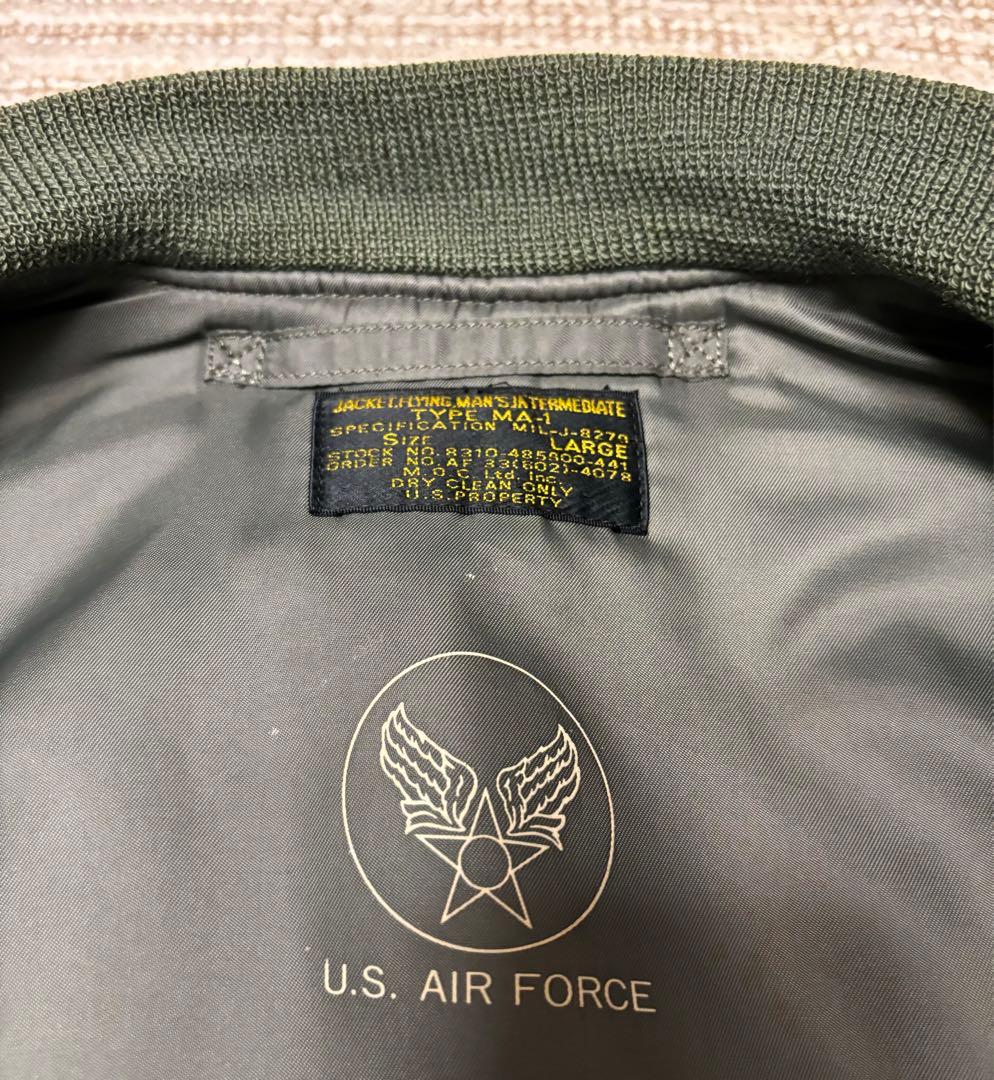 JACKET,FLYING,MAN'S,INTERMEDIATE
TYPE MA-1
SPECIFICATION MIL-J-8279
SIZE LARGE
STOCK NO. 8310-485800-441
ORDER NO. AF 33(602)-4078
M.O.C. Ltd. Inc.
DRY CLEAN ONLY
U.S. PROPERTY
U.S. AIR FORCE